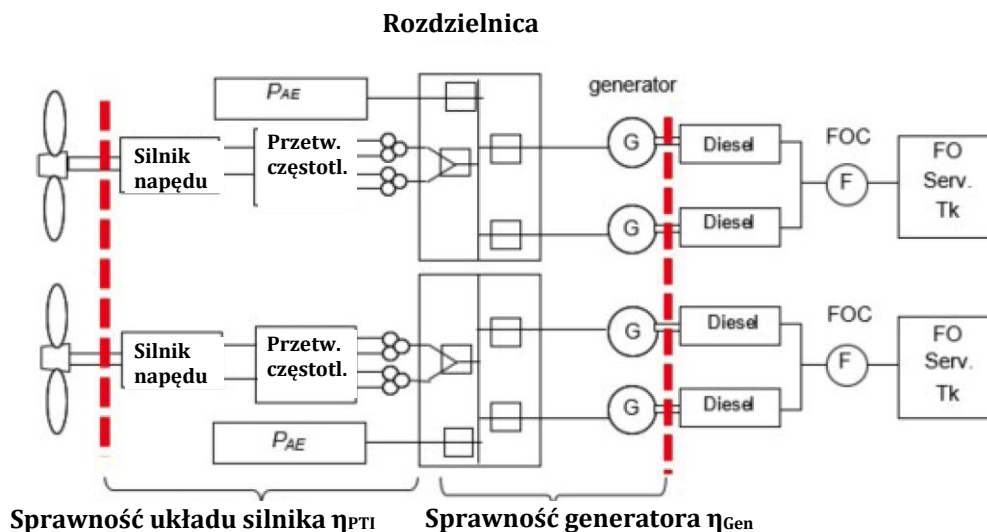 Rozdzielnica
PAE
generator
Silnik
napędu
Przetw.
częstotl.
G
Diesel
FOC
F
FO
Serv.
Tk
G
Diesel
Silnik
napędu
Przetw.
częstotl.
G
Diesel
FOC
F
FO
Serv.
Tk
G
Diesel
PAE
Sprawność układu silnika ηPTI
Sprawność generatora ηGen